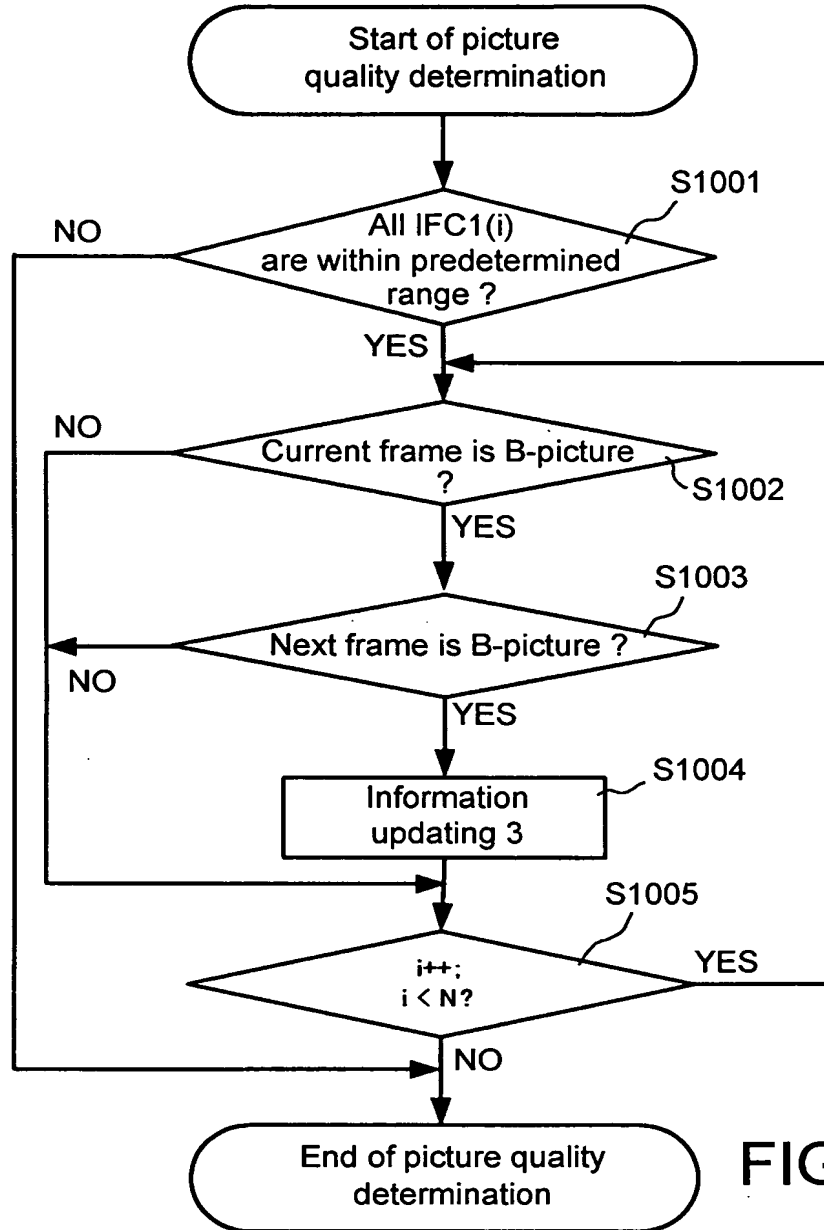 Start of picture
quality determination
S1001
NO
All IFC1(i)
are within predetermined
range ?
YES
NO
Current frame is B-picture
?
S1002
YES
S1003
Next frame is B-picture ?
NO
YES
S1004
Information
updating 3
S1005
i++;
i < N?
YES
NO
End of picture quality
determination
FIG